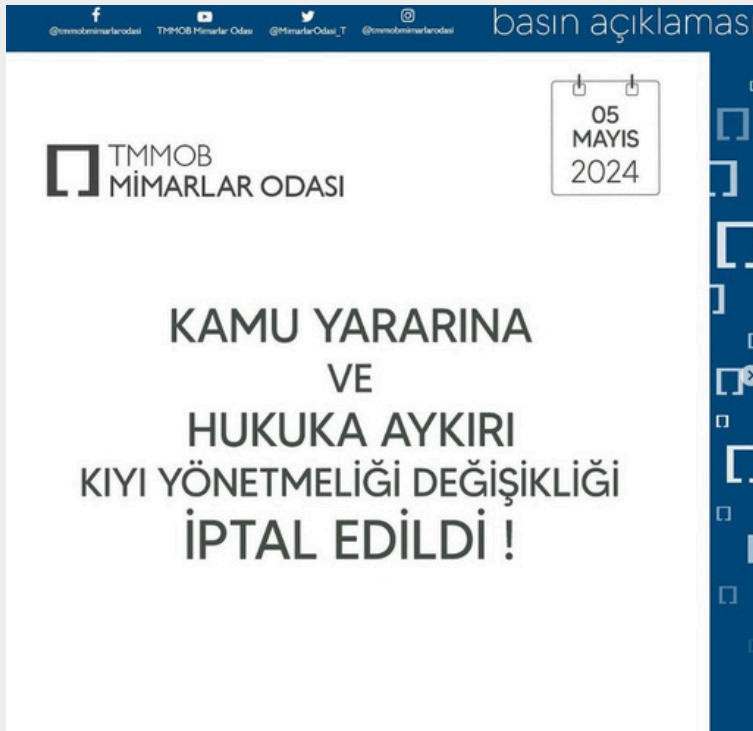 @tmmobmimarlarodasi TMMOB Mimarlar Odası @MimarlarOdasi_T @tmmobmimarlarodasi
basın açıklaması
05
MAYIS
2024
TMMOB
MİMARLAR ODASI
KAMU YARARINA
VE
HUKUKA AYKIRI
KIYI YÖNETMELİĞİ DEĞİŞİKLİĞİ
İPTAL EDİLDİ !